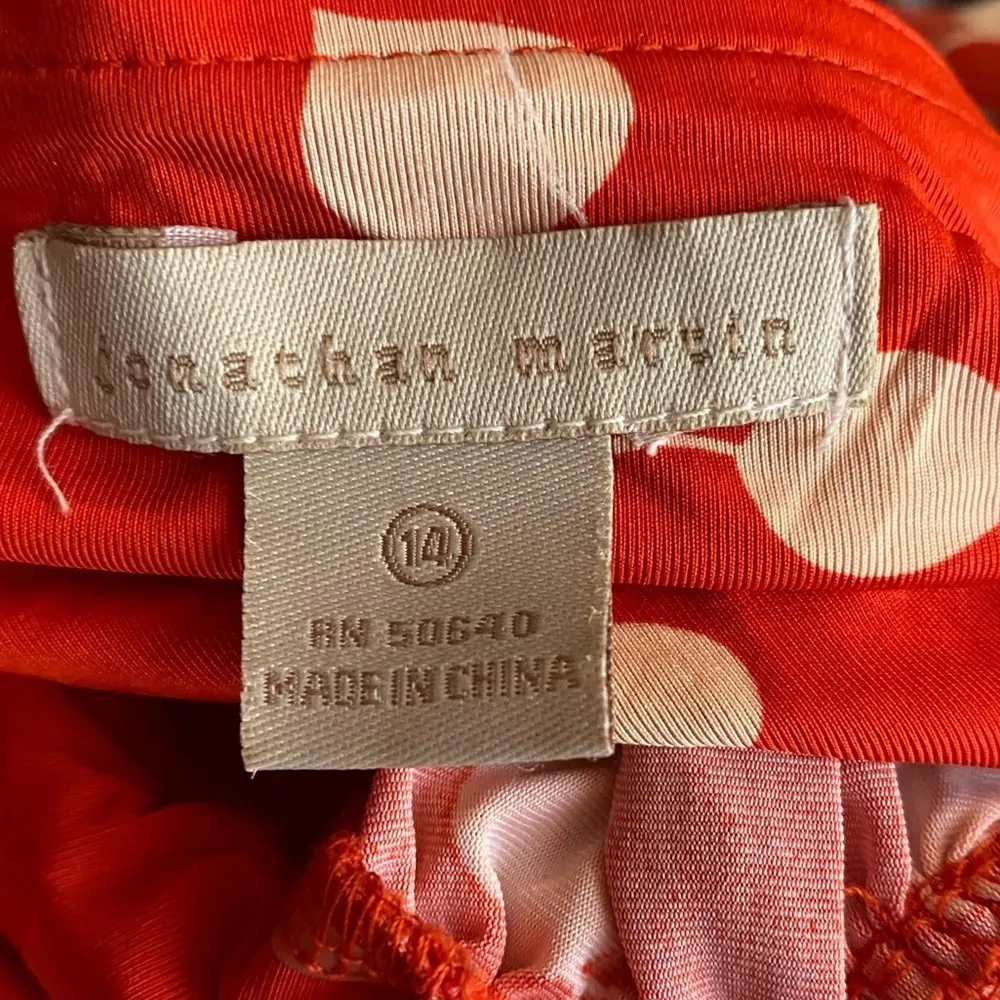 jonathan martin
14
RN 50640
MADE IN CHINA